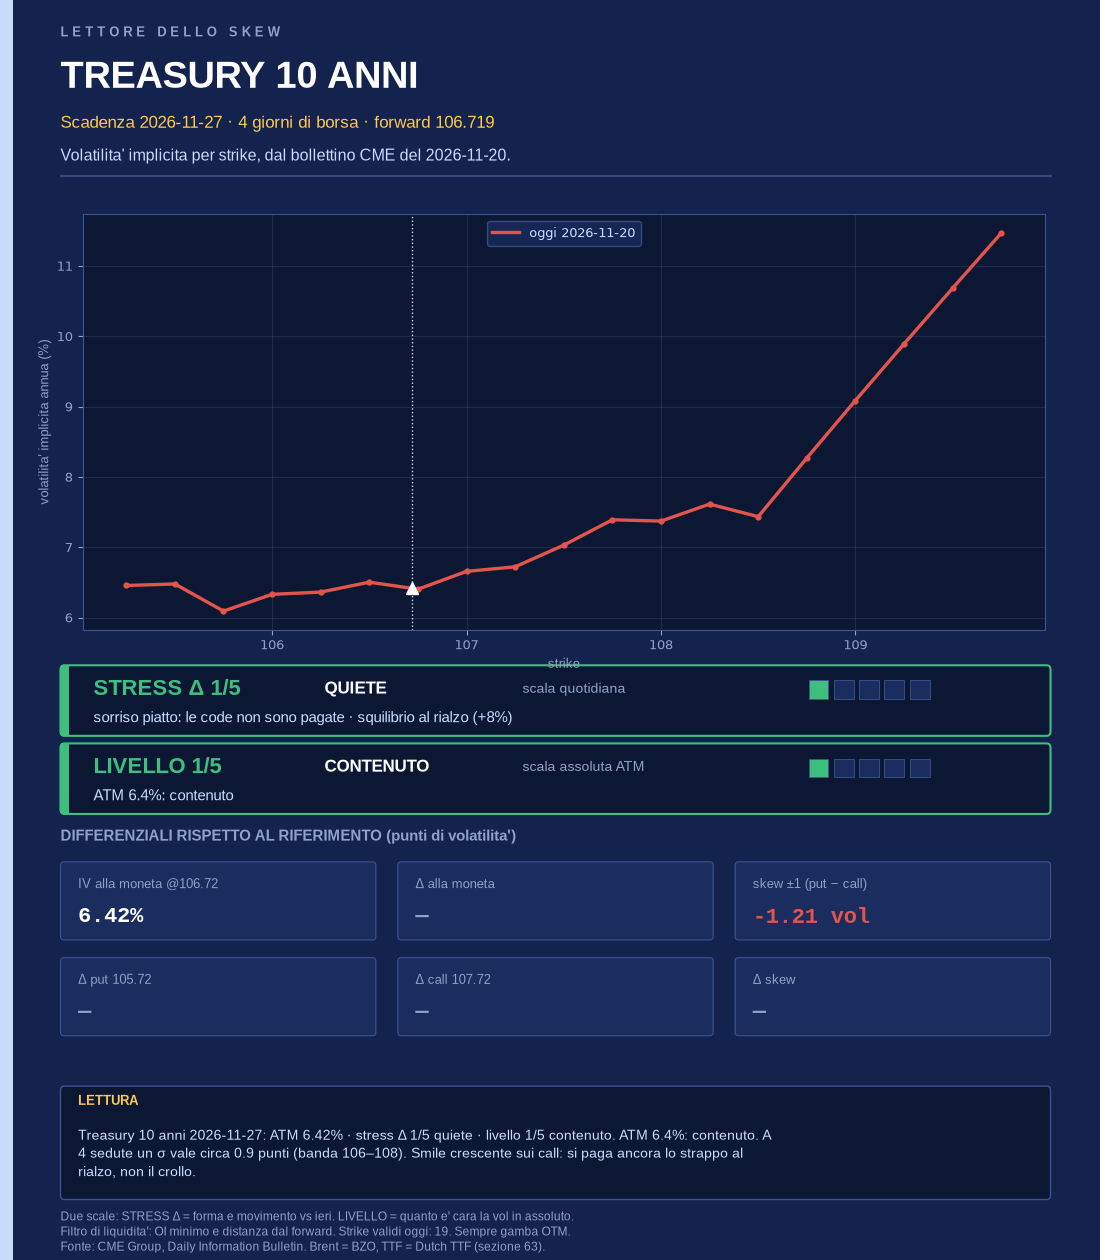 LETTORE DELLO SKEW
TREASURY 10 ANNI
Scadenza 2026-11-27 · 4 giorni di borsa · forward 106.719
Volatilita' implicita per strike, dal bollettino CME del 2026-11-20.
oggi 2026-11-20
11
10
9
8
7
6
volatilita' implicita annua (%)
106 107 108 109
strike
STRESS Δ 1/5 QUIETE scala quotidiana
sorriso piatto: le code non sono pagate · squilibrio al rialzo (+8%)
LIVELLO 1/5 CONTENUTO scala assoluta ATM
ATM 6.4%: contenuto
DIFFERENZIALI RISPETTO AL RIFERIMENTO (punti di volatilita')
IV alla moneta @106.72 Δ alla moneta skew ±1 (put − call)
6.42% — -1.21 vol
Δ put 105.72 Δ call 107.72 Δ skew
— — —
LETTURA
Treasury 10 anni 2026-11-27: ATM 6.42% · stress Δ 1/5 quiete · livello 1/5 contenuto. ATM 6.4%: contenuto. A
4 sedute un σ vale circa 0.9 punti (banda 106–108). Smile crescente sui call: si paga ancora lo strappo al
rialzo, non il crollo.
Due scale: STRESS Δ = forma e movimento vs ieri. LIVELLO = quanto e' cara la vol in assoluto.
Filtro di liquidita': OI minimo e distanza dal forward. Strike validi oggi: 19. Sempre gamba OTM.
Fonte: CME Group, Daily Information Bulletin. Brent = BZO, TTF = Dutch TTF (sezione 63).